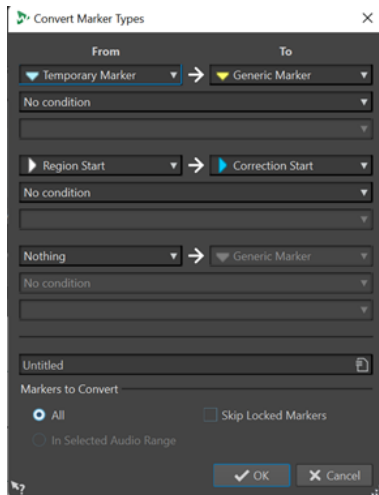 Convert Marker Types
From To
Temporary Marker Generic Marker
No condition
Region Start Correction Start
No condition
Nothing Generic Marker
No condition
Untitled
Markers to Convert
All Skip Locked Markers
In Selected Audio Range
? OK Cancel